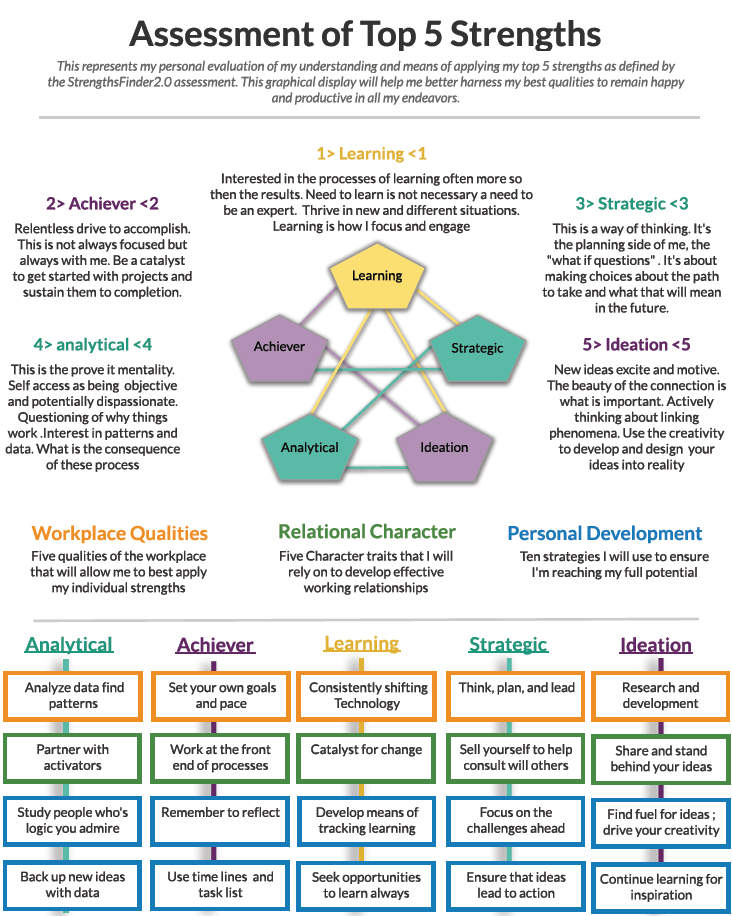 Assessment of Top 5 Strengths
This represents my personal evaluation of my understanding and means of applying my top 5 strengths as defined by
the StrengthsFinder2.0 assessment. This graphical display will help me better harness my best qualities to remain happy
and productive in all my endeavors.
1> Learning <1
Interested in the processes of learning often more so
then the results. Need to learn is not necessary a need to
be an expert. Thrive in new and different situations.
Learning is how I focus and engage
2> Achiever <2
Relentless drive to accomplish.
This is not always focused but
always with me. Be a catalyst
to get started with projects and
sustain them to completion.
3> Strategic <3
This is a way of thinking. It's
the planning side of me, the
"what if questions" . It's about
making choices about the path
to take and what that will mean
in the future.
Learning
Achiever
Strategic
Analytical
Ideation
4> analytical <4
This is the prove it mentality.
Self access as being objective
and potentially dispassionate.
Questioning of why things
work .Interest in patterns and
data. What is the consequence
of these process
5> Ideation <5
New ideas excite and motive.
The beauty of the connection is
what is important. Actively
thinking about linking
phenomena. Use the creativity
to develop and design your
ideas into reality
Workplace Qualities
Five qualities of the workplace
that will allow me to best apply
my individual strengths
Relational Character
Five Character traits that I will
rely on to develop effective
working relationships
Personal Development
Ten strategies I will use to ensure
I'm reaching my full potential
Analytical
Achiever
Learning
Strategic
Ideation
Analyze data find
patterns
Set your own goals
and pace
Consistently shifting
Technology
Think, plan, and lead
Research and
development
Partner with
activators
Work at the front
end of processes
Catalyst for change
Sell yourself to help
consult will others
Share and stand
behind your ideas
Study people who's
logic you admire
Remember to reflect
Develop means of
tracking learning
Focus on the
challenges ahead
Find fuel for ideas ;
drive your creativity
Back up new ideas
with data
Use time lines and
task list
Seek opportunities
to learn always
Ensure that ideas
lead to action
Continue learning for
inspiration